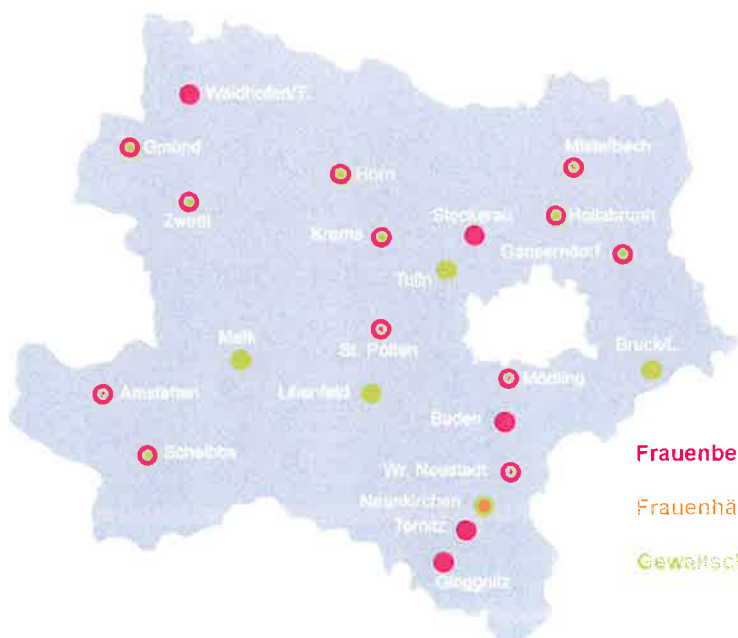 Waidhofen/T.
Gmünd
Mistelbach
Horn
Zwettl
Hollabrunn
Stockerau
Krems
Gänserndorf
Tulln
Melk
St. Pölten
Bruck/L.
Mödling
Amstetten
Lilienfeld
Baden
Scheibbs
Wr. Neustadt
Neunkirchen
Ternitz
Gloggnitz
Frauenbe
Frauenhä
Gewaltsc